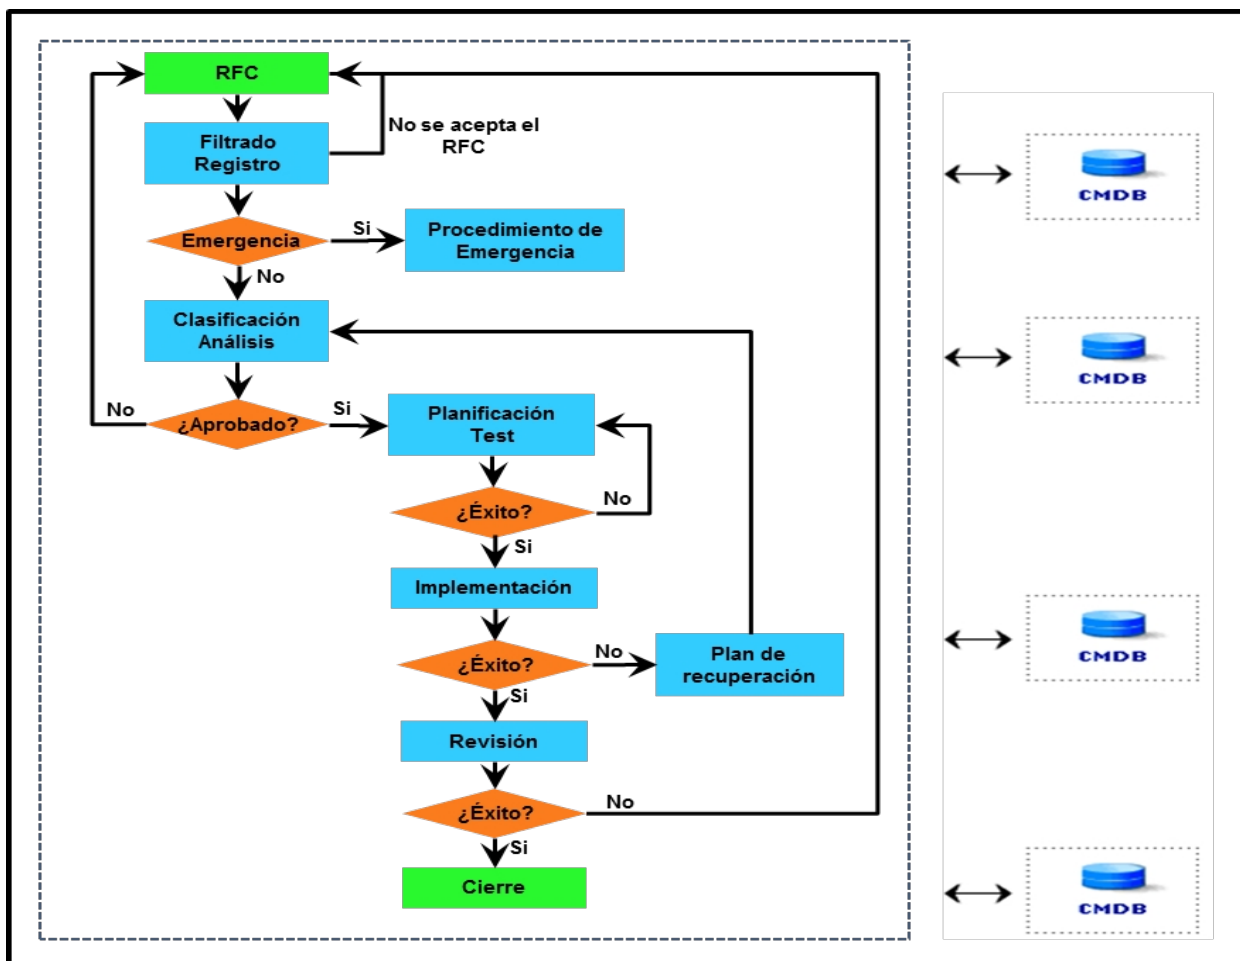 RFC
No se acepta el
RFC
Filtrado
Registro
CMDB
Emergencia
Si
Procedimiento de
Emergencia
No
Clasificación
Análisis
CMDB
No
¿Aprobado?
Si
Planificación
Test
¿Éxito?
No
Si
Implementación
CMDB
¿Éxito?
No
Plan de
recuperación
Si
Revisión
¿Éxito?
No
Si
Cierre
CMDB